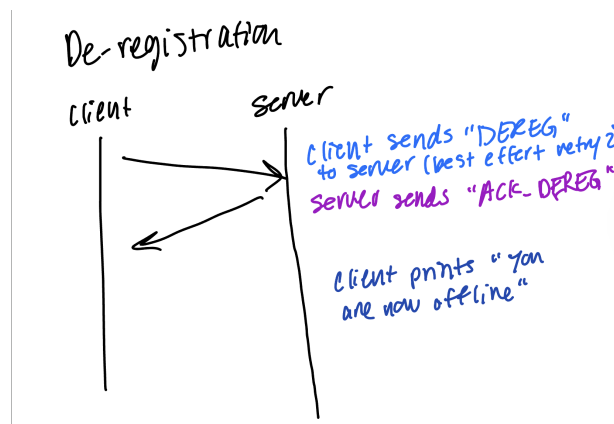 De-registration
client
server
client sends "DEREG"
to server (best effort retry 2
server sends "ACK_DEREG"
client prints "You
are now offline"